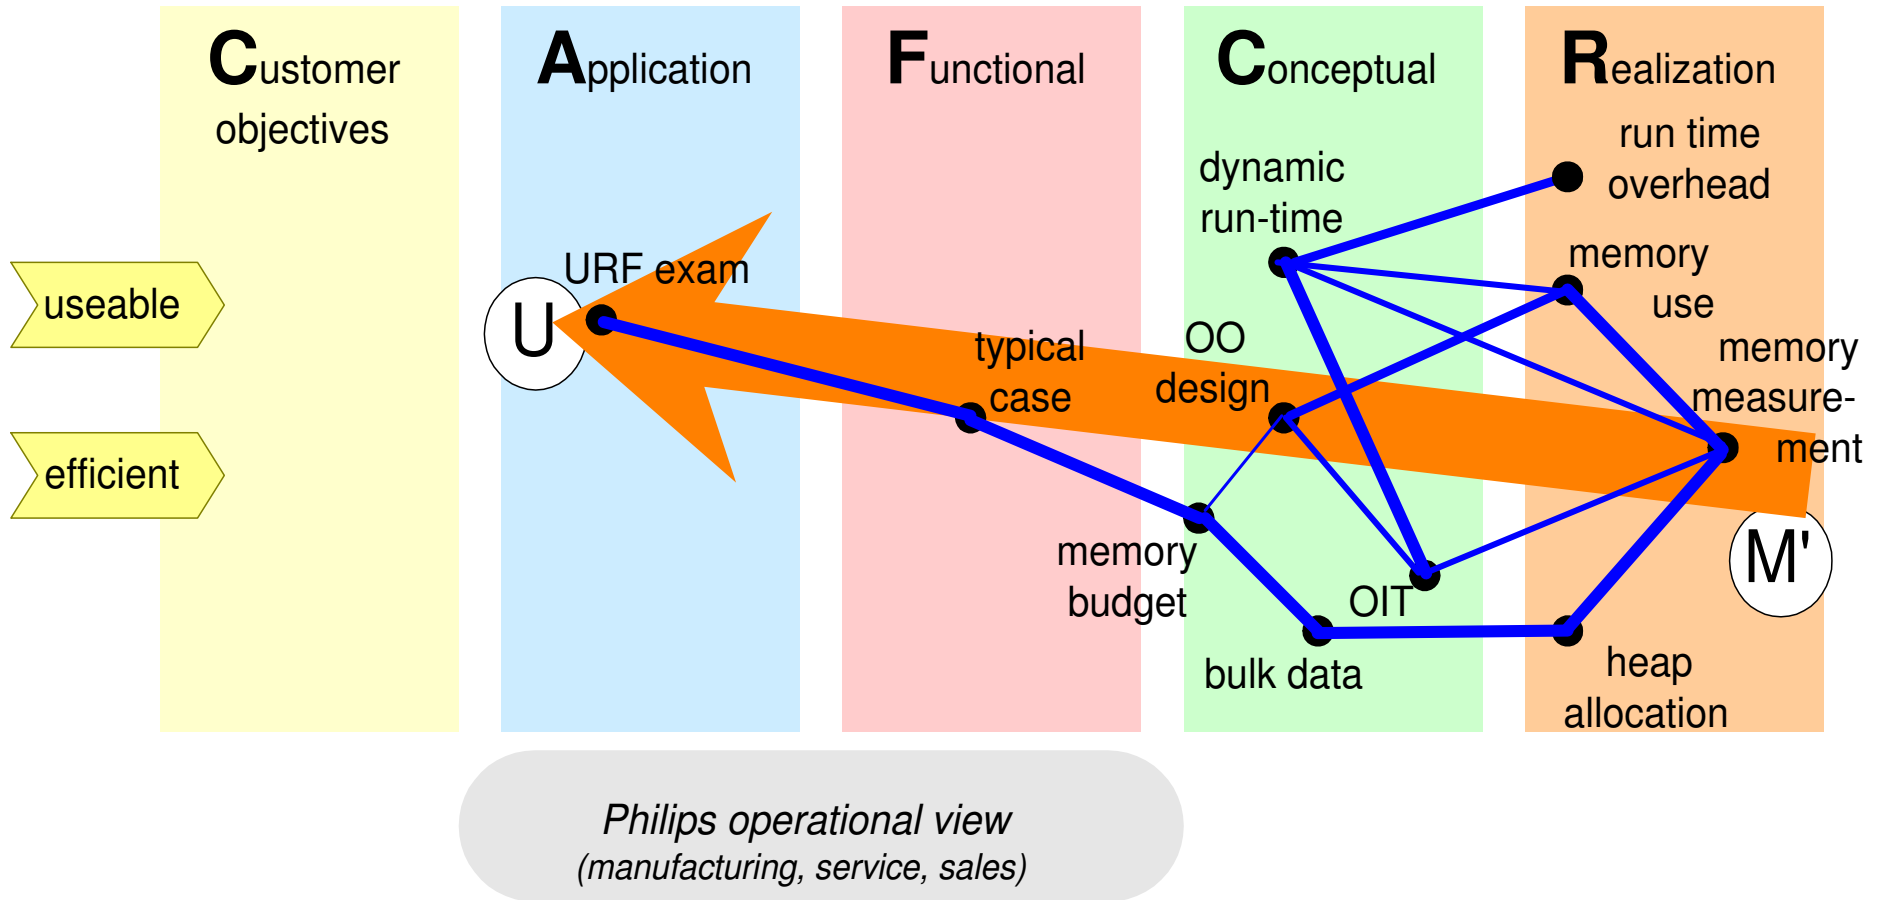 Customer
objectives
Application
Functional
Conceptual
Realization
run time
overhead
dynamic
run-time
memory
use
URF exam
useable
U
typical
case
OO
design
memory
measure-
ment
efficient
memory
budget
OIT
M'
bulk data
heap
allocation
Philips operational view
(manufacturing, service, sales)